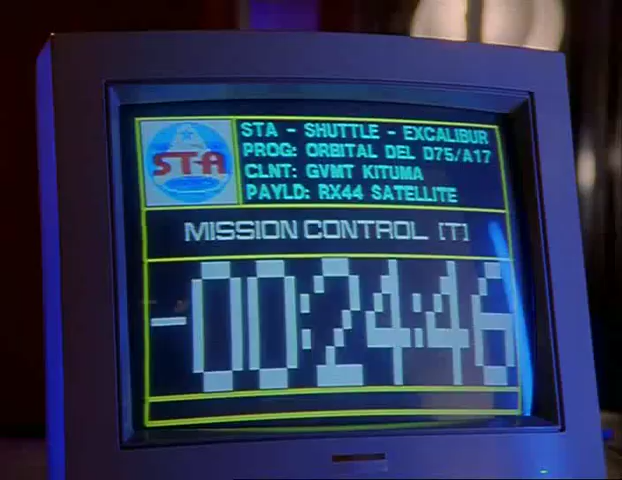 STA
STA - SHUTTLE - EXCALIBUR
PROG: ORBITAL DEL D75/A17
CLNT: GVMT KITUMA
PAYLD: RX44 SATELLITE
MISSION CONTROL [T]
-00:24:46